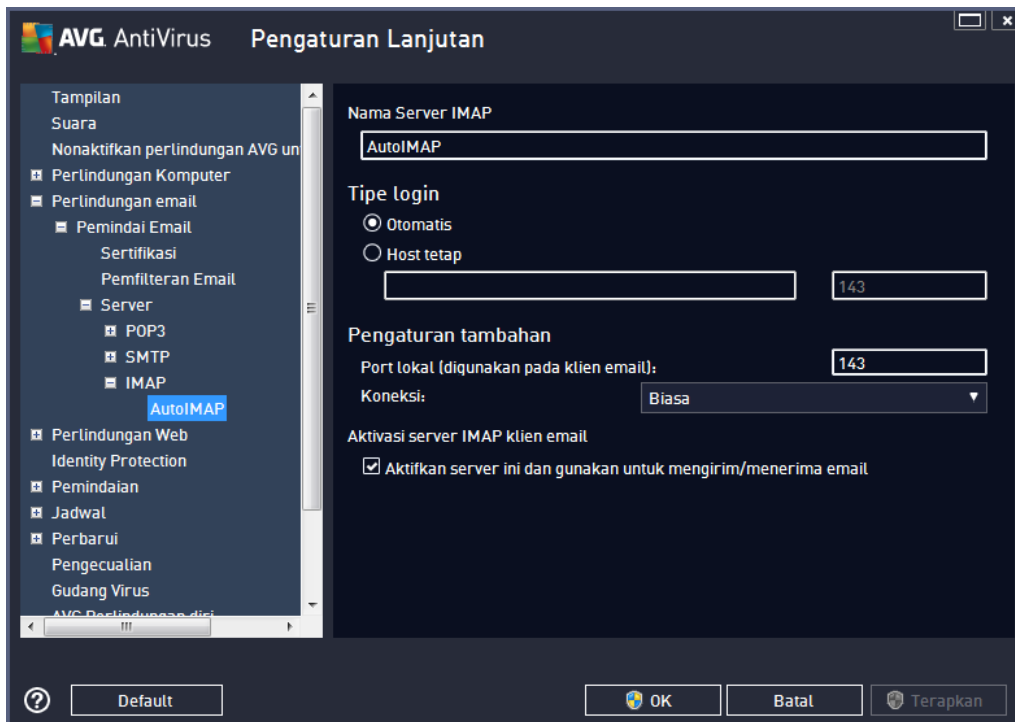 AVG. AntiVirus Pengaturan Lanjutan
Tampilan
Suara
Nonaktifkan perlindungan AVG un
Perlindungan Komputer
Perlindungan email
Pemindai Email
Sertifikasi
Pemfilteran Email
Server
POP3
SMTP
IMAP
AutoIMAP
Perlindungan Web
Identity Protection
Pemindaian
Jadwal
Perbarui
Pengecualian
Gudang Virus
AVG Perlindungan diri
Nama Server IMAP
AutoIMAP
Tipe login
Otomatis
Host tetap
143
Pengaturan tambahan
Port lokal (digunakan pada klien email): 143
Koneksi: Biasa
Aktivasi server IMAP klien email
Aktifkan server ini dan gunakan untuk mengirim/menerima email
Default
OK
Batal
Terapkan